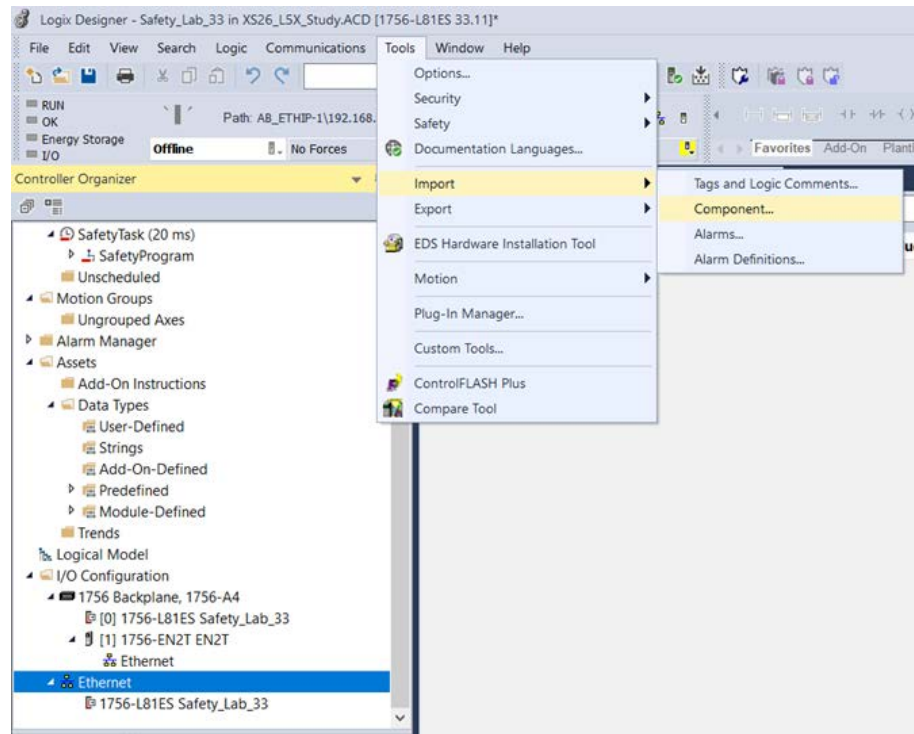 Logix Designer - Safety_Lab_33 in XS26_L5X_Study.ACD [1756-L81ES 33.11]*
File Edit View Search Logic Communications Tools Window Help
RUN
OK
Energy Storage
I/O
Path: AB_ETHIP-1\192.168.
Offline
No Forces
Favorites Add-On
Controller Organizer
SafetyTask (20 ms)
SafetyProgram
Unscheduled
Motion Groups
Ungrouped Axes
Alarm Manager
Assets
Add-On Instructions
Data Types
User-Defined
Strings
Add-On-Defined
Predefined
Module-Defined
Trends
Logical Model
I/O Configuration
1756 Backplane, 1756-A4
[0] 1756-L81ES Safety_Lab_33
[1] 1756-EN2T EN2T
Ethernet
Ethernet
1756-L81ES Safety_Lab_33
Options...
Security
Safety
Documentation Languages...
Import
Export
EDS Hardware Installation Tool
Motion
Plug-In Manager...
Custom Tools...
ControlFLASH Plus
Compare Tool
Tags and Logic Comments...
Component...
Alarms...
Alarm Definitions...